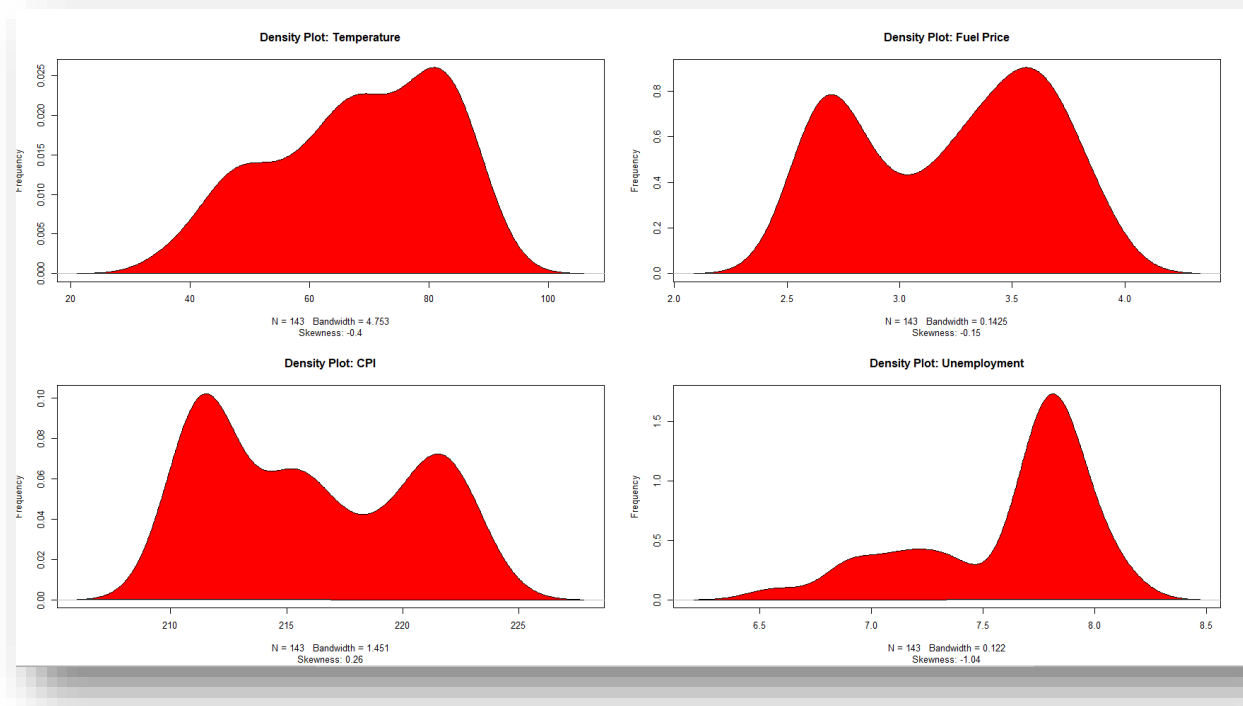 Density Plot: Temperature
Frequency
0.000
0.005
0.010
0.015
0.020
0.025
20
40
60
80
100
N = 143 Bandwidth = 4.753
Skewness: -0.4
Density Plot: Fuel Price
Frequency
0.0
0.2
0.4
0.6
0.8
2.0
2.5
3.0
3.5
4.0
N = 143 Bandwidth = 0.1425
Skewness: -0.15
Density Plot: CPI
Frequency
0.00
0.02
0.04
0.06
0.08
0.10
210
215
220
225
N = 143 Bandwidth = 1.451
Skewness: 0.26
Density Plot: Unemployment
Frequency
0.0
0.5
1.0
1.5
6.5
7.0
7.5
8.0
8.5
N = 143 Bandwidth = 0.122
Skewness: -1.04